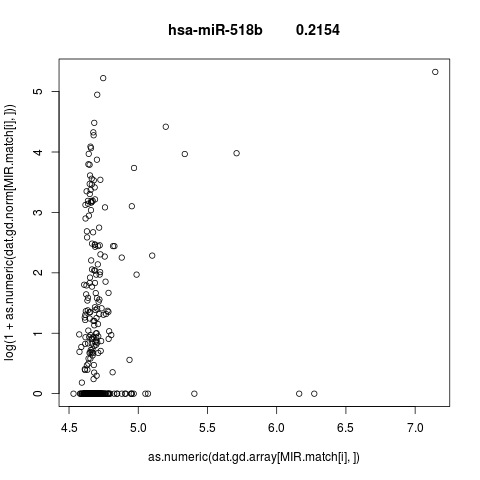 hsa-miR-518b 0.2154
log(1 + as.numeric(dat.gd.norm[MIR.match[i], ]))
5
4
3
2
1
0
4.5 5.0 5.5 6.0 6.5 7.0
as.numeric(dat.gd.array[MIR.match[i], ])